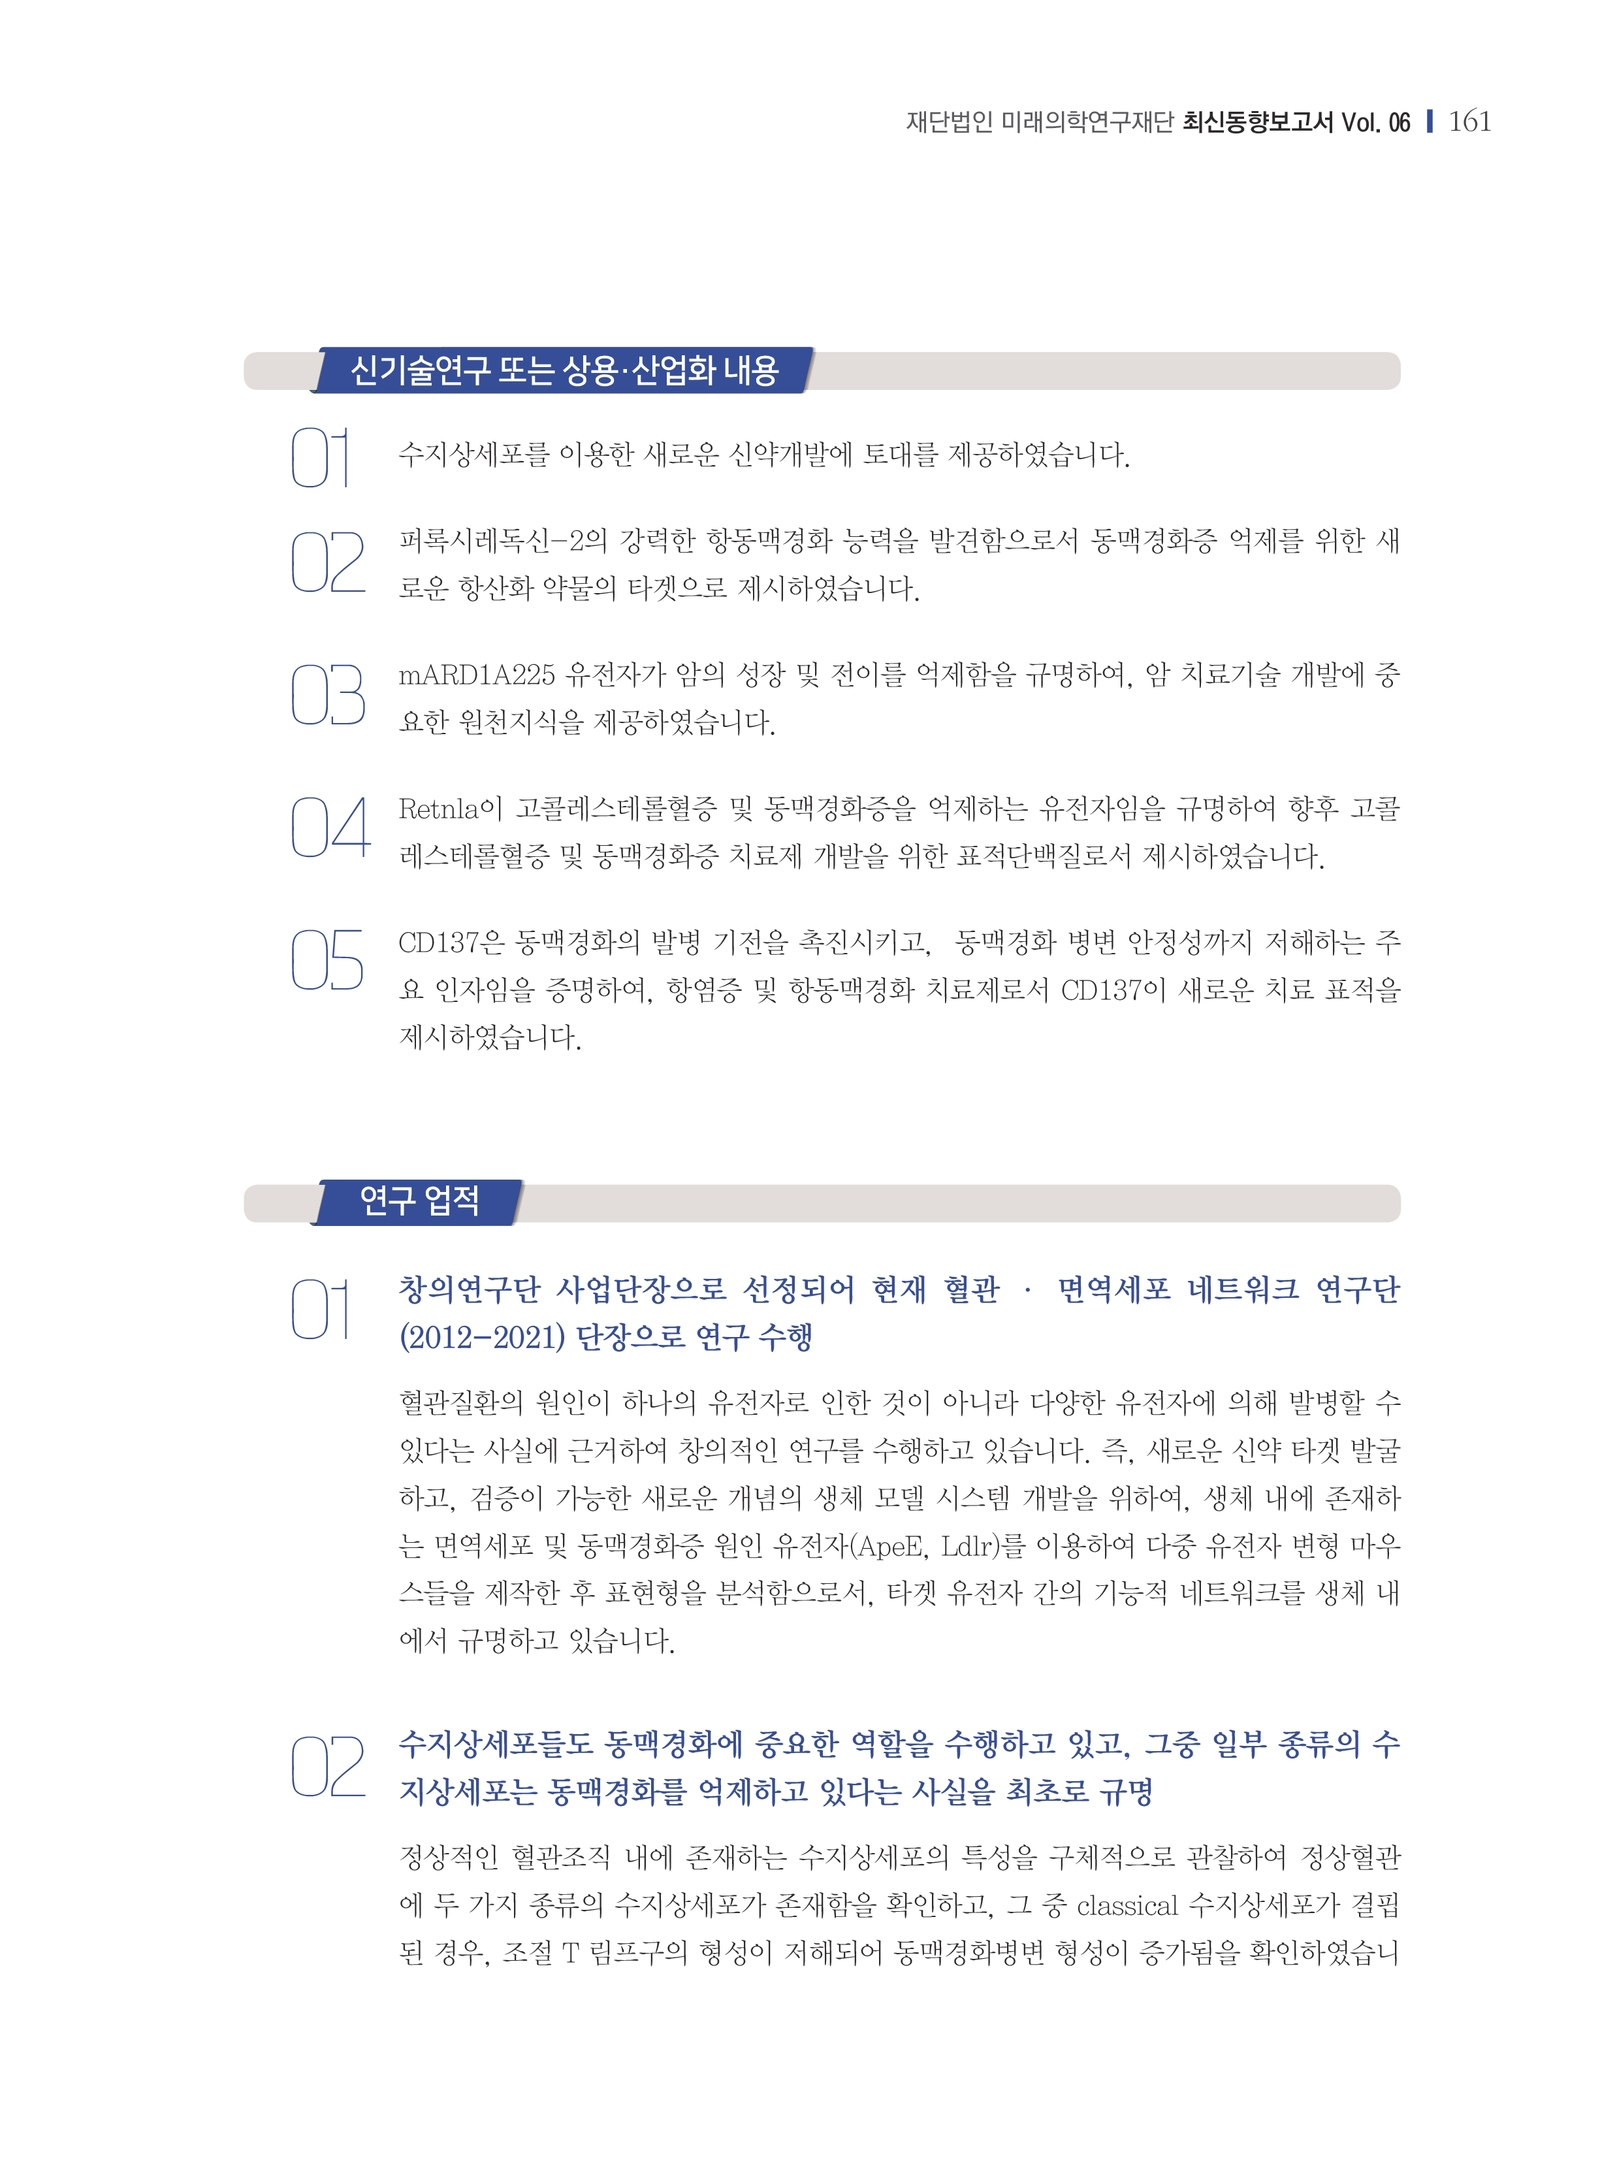 재단법인 미래의학연구재단 최신동향보고서 Vol. 06 161
신기술연구 또는 상용·산업화 내용
01 수지상세포를 이용한 새로운 신약개발에 토대를 제공하였습니다.
02 퍼록시레독신-2의 강력한 항동맥경화 능력을 발견함으로서 동맥경화증 억제를 위한 새
로운 항산화 약물의 타겟으로 제시하였습니다.
03 mARD1A225 유전자가 암의 성장 및 전이를 억제함을 규명하여, 암 치료기술 개발에 중
요한 원천지식을 제공하였습니다.
04 Retnla이 고콜레스테롤혈증 및 동맥경화증을 억제하는 유전자임을 규명하여 향후 고콜
레스테롤혈증 및 동맥경화증 치료제 개발을 위한 표적단백질로서 제시하였습니다.
05 CD137은 동맥경화의 발병 기전을 촉진시키고, 동맥경화 병변 안정성까지 저해하는 주
요 인자임을 증명하여, 항염증 및 항동맥경화 치료제로서 CD137이 새로운 치료 표적을
제시하였습니다.
연구 업적
01 창의연구단 사업단장으로 선정되어 현재 혈관 · 면역세포 네트워크 연구단
(2012-2021) 단장으로 연구 수행
혈관질환의 원인이 하나의 유전자로 인한 것이 아니라 다양한 유전자에 의해 발병할 수
있다는 사실에 근거하여 창의적인 연구를 수행하고 있습니다. 즉, 새로운 신약 타겟 발굴
하고, 검증이 가능한 새로운 개념의 생체 모델 시스템 개발을 위하여, 생체 내에 존재하
는 면역세포 및 동맥경화증 원인 유전자(ApeE, Ldlr)를 이용하여 다중 유전자 변형 마우
스들을 제작한 후 표현형을 분석함으로서, 타겟 유전자 간의 기능적 네트워크를 생체 내
에서 규명하고 있습니다.
02 수지상세포들도 동맥경화에 중요한 역할을 수행하고 있고, 그중 일부 종류의 수
지상세포는 동맥경화를 억제하고 있다는 사실을 최초로 규명
정상적인 혈관조직 내에 존재하는 수지상세포의 특성을 구체적으로 관찰하여 정상혈관
에 두 가지 종류의 수지상세포가 존재함을 확인하고, 그 중 classical 수지상세포가 결핍
된 경우, 조절 T 림프구의 형성이 저해되어 동맥경화병변 형성이 증가됨을 확인하였습니